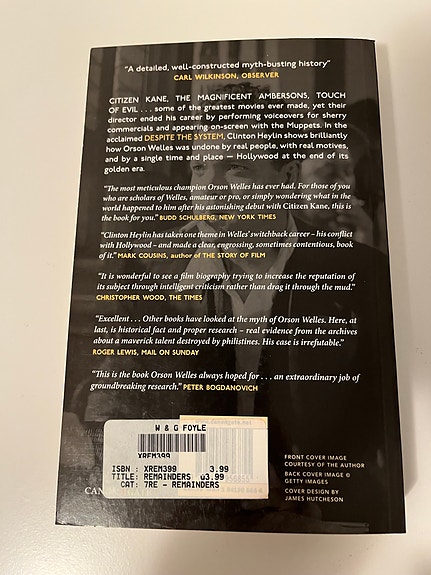 "A detailed, well-constructed myth-busting history"
CARL WILKINSON, OBSERVER
CITIZEN KANE, THE MAGNIFICENT AMBERSONS, TOUCH
OF EVIL . . . some of the greatest movies ever made, yet their
director ended his career by performing voiceovers for sherry
commercials and appearing on-screen with the Muppets. In the
acclaimed DESPITE THE SYSTEM, Clinton Heylin shows brilliantly
how Orson Welles was undone by real people, with real motives,
and by a single time and place – Hollywood at the end of its
golden era.
"The most meticulous champion Orson Welles has ever had. For those of you
who are scholars of Welles, amateur or pro, or simply wondering what in the
world happened to him after his astonishing debut with Citizen Kane, this is
the book for you." BUDD SCHULBERG, NEW YORK TIMES
"Clinton Heylin has taken one theme in Welles' switchback career – his conflict
with Hollywood – and made a clear, engrossing, sometimes contentious, book
of it." MARK COUSINS, author of THE STORY OF FILM
"It is wonderful to see a film biography trying to increase the reputation of
its subject through intelligent criticism rather than drag it through the mud."
CHRISTOPHER WOOD, THE TIMES
"Excellent . . . Other books have looked at the myth of Orson Welles. Here, at
last, is historical fact and proper research – real evidence from the archives
about a maverick talent destroyed by philistines. His case is irrefutable."
ROGER LEWIS, MAIL ON SUNDAY
"This is the book Orson Welles always hoped for . . . an extraordinary job of
groundbreaking research." PETER BOGDANOVICH
W & G FOYLE
XREM399
ISBN : XREM399 3.99
TITLE: REMAINDERS £3.99
CAT: 7RE - REMAINDERS
CAN
FRONT COVER IMAGE
COURTESY OF THE AUTHOR
BACK COVER IMAGE ©
GETTY IMAGES
COVER DESIGN BY
JAMES HUTCHESON